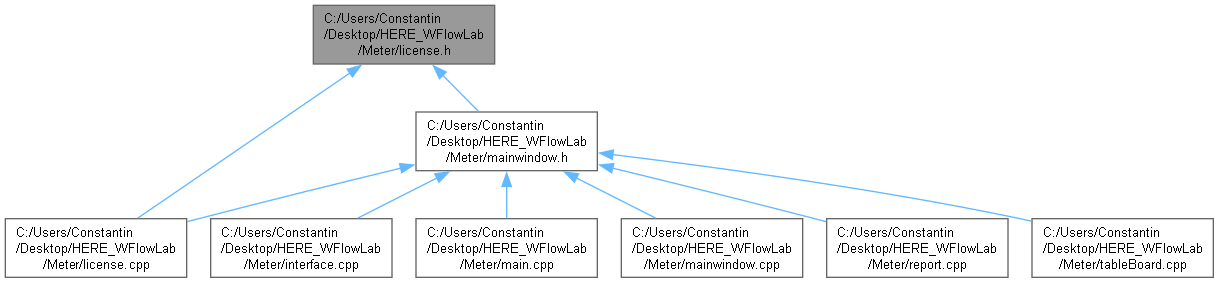 C:/Users/Constantin
/Desktop/HERE_WFlowLab
/Meter/license.h
C:/Users/Constantin
/Desktop/HERE_WFlowLab
/Meter/mainwindow.h
C:/Users/Constantin
/Desktop/HERE_WFlowLab
/Meter/license.cpp
C:/Users/Constantin
/Desktop/HERE_WFlowLab
/Meter/interface.cpp
C:/Users/Constantin
/Desktop/HERE_WFlowLab
/Meter/main.cpp
C:/Users/Constantin
/Desktop/HERE_WFlowLab
/Meter/mainwindow.cpp
C:/Users/Constantin
/Desktop/HERE_WFlowLab
/Meter/report.cpp
C:/Users/Constantin
/Desktop/HERE_WFlowLab
/Meter/tableBoard.cpp